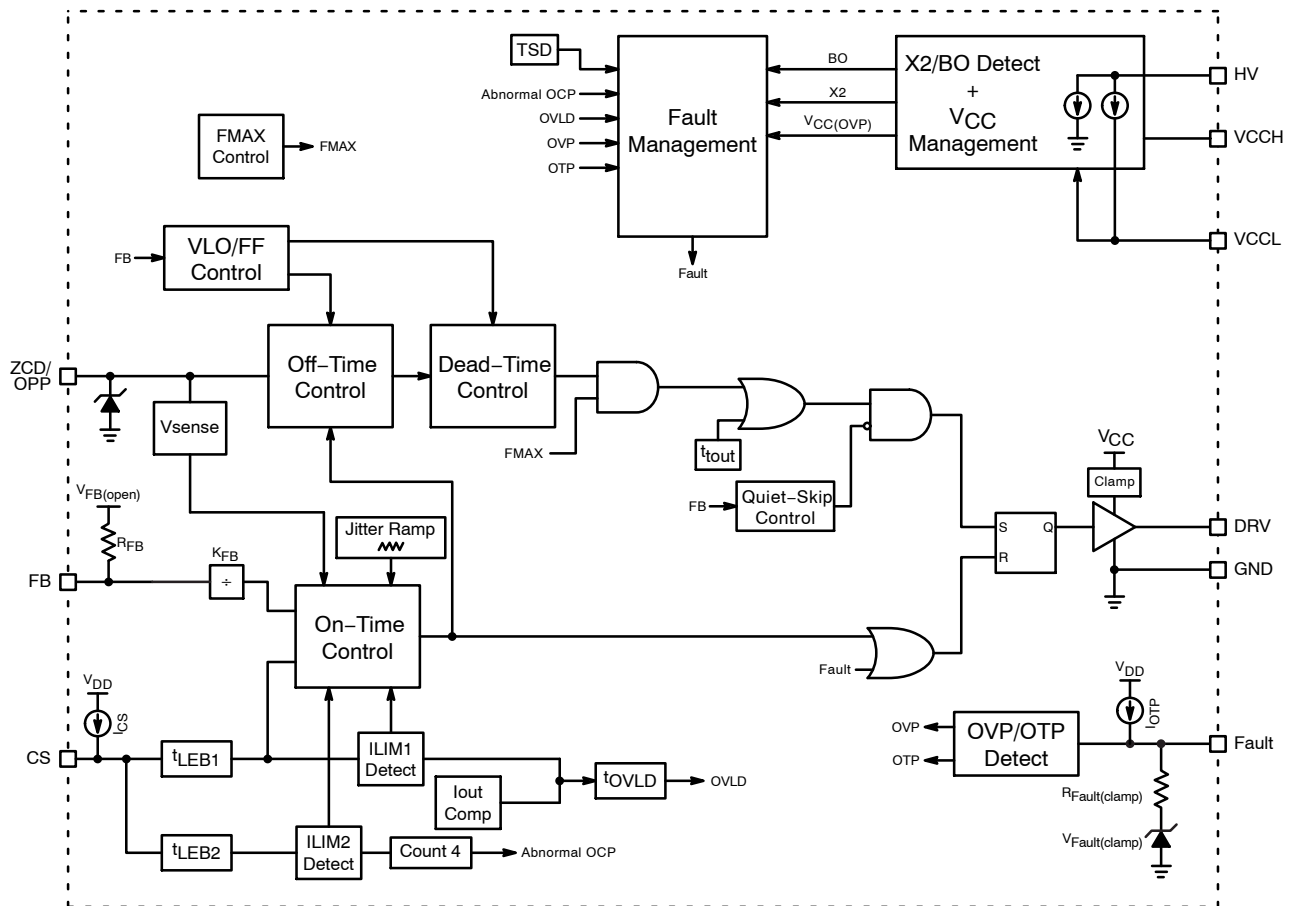 TSD
Abnormal OCP
OVLD
OVP
OTP
Fault
Management
Fault
BO
X2
VCC(OVP)
X2/BO Detect
+
VCC
Management
HV
VCCH
VCCL
FMAX
Control
FMAX
FB
VLO/FF
Control
ZCD/
OPP
Vsense
Off−Time
Control
Dead−Time
Control
FMAX
ttout
FB
Quiet−Skip
Control
VFB(open)
RFB
FB
KFB
÷
Jitter Ramp
On−Time
Control
Fault
S
R
Q
VCC
Clamp
DRV
GND
VDD
ICS
CS
tLEB1
ILIM1
Detect
Iout
Comp
tOVLD
OVLD
tLEB2
ILIM2
Detect
Count 4
Abnormal OCP
OVP
OTP
OVP/OTP
Detect
VDD
IOTP
Fault
RFault(clamp)
VFault(clamp)